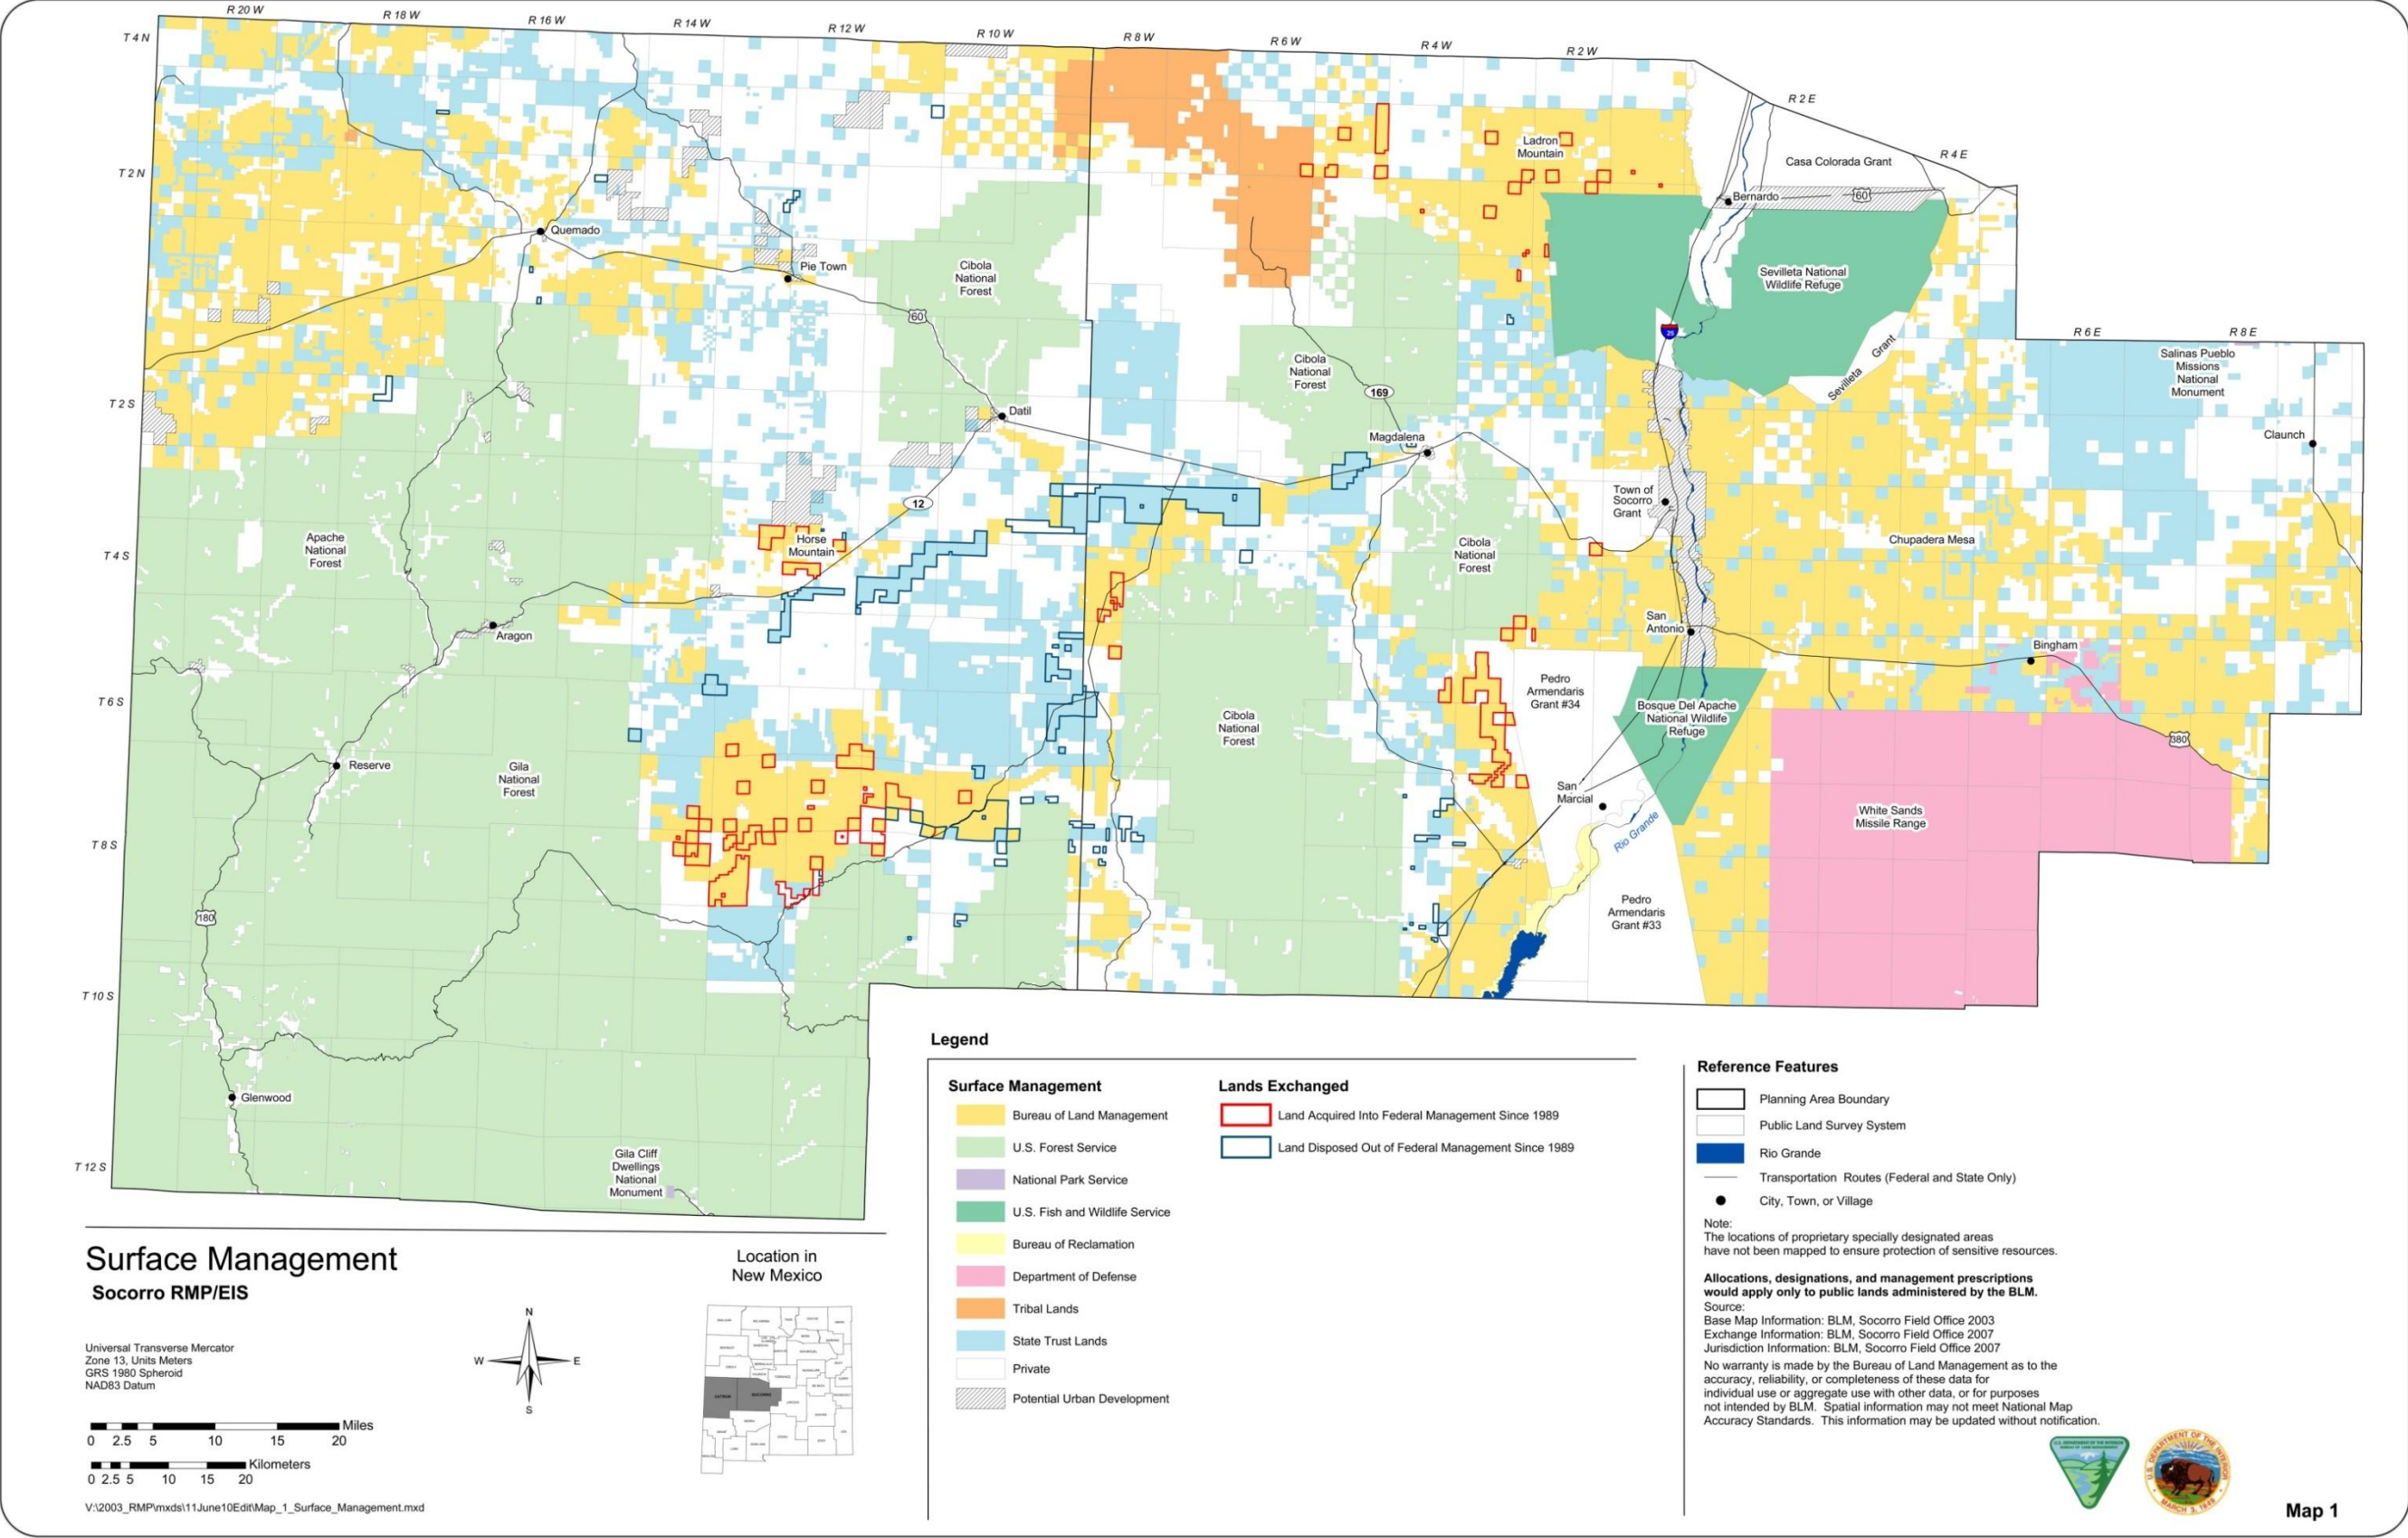 R 20 W
R 18 W
R 16 W
R 14 W
R 12 W
R 10 W
R 8 W
R 6 W
R 4 W
R 2 W
R 2 E
R 4 E
R 6 E
R 8 E
T 4 N
T 2 N
T 2 S
T 4 S
T 6 S
T 8 S
T 10 S
T 12 S
Ladron
Mountain
Casa Colorada Grant
Bernardo
60
Quemado
Pie Town
Cibola
National
Forest
60
Sevilleta National
Wildlife Refuge
25
Sevilleta
Grant
Cibola
National
Forest
169
Salinas Pueblo
Missions
National
Monument
Datil
Magdalena
Claunch
12
Town of
Socorro
Grant
Apache
National
Forest
Horse
Mountain
Cibola
National
Forest
Chupadera Mesa
Aragon
San
Antonio
Bingham
Pedro
Armendaris
Grant #34
Bosque Del Apache
National Wildlife
Refuge
Cibola
National
Forest
380
Reserve
Gila
National
Forest
San
Marcial
White Sands
Missile Range
Rio Grande
180
Pedro
Armendaris
Grant #33
Glenwood
Gila Cliff
Dwellings
National
Monument
Legend
Surface Management
Bureau of Land Management
U.S. Forest Service
National Park Service
U.S. Fish and Wildlife Service
Bureau of Reclamation
Department of Defense
Tribal Lands
State Trust Lands
Private
Potential Urban Development
Lands Exchanged
Land Acquired Into Federal Management Since 1989
Land Disposed Out of Federal Management Since 1989
Reference Features
Planning Area Boundary
Public Land Survey System
Rio Grande
Transportation Routes (Federal and State Only)
City, Town, or Village
Note:
The locations of proprietary specially designated areas
have not been mapped to ensure protection of sensitive resources.
Allocations, designations, and management prescriptions
would apply only to public lands administered by the BLM.
Source:
Base Map Information: BLM, Socorro Field Office 2003
Exchange Information: BLM, Socorro Field Office 2007
Jurisdiction Information: BLM, Socorro Field Office 2007
No warranty is made by the Bureau of Land Management as to the
accuracy, reliability, or completeness of these data for
individual use or aggregate use with other data, or for purposes
not intended by BLM. Spatial information may not meet National Map
Accuracy Standards. This information may be updated without notification.
Surface Management
Socorro RMP/EIS
Universal Transverse Mercator
Zone 13, Units Meters
GRS 1980 Spheroid
NAD83 Datum
Miles
0 2.5 5 10 15 20
Kilometers
0 2.5 5 10 15 20
V:\2003_RMP\mxds\11June10Edit\Map_1_Surface_Management.mxd
N
W
E
S
Location in
New Mexico
CATRON
SOCORRO
U.S. DEPARTMENT OF THE INTERIOR
BUREAU OF LAND MANAGEMENT
U.S. DEPARTMENT OF THE INTERIOR
MARCH 3, 1849
Map 1